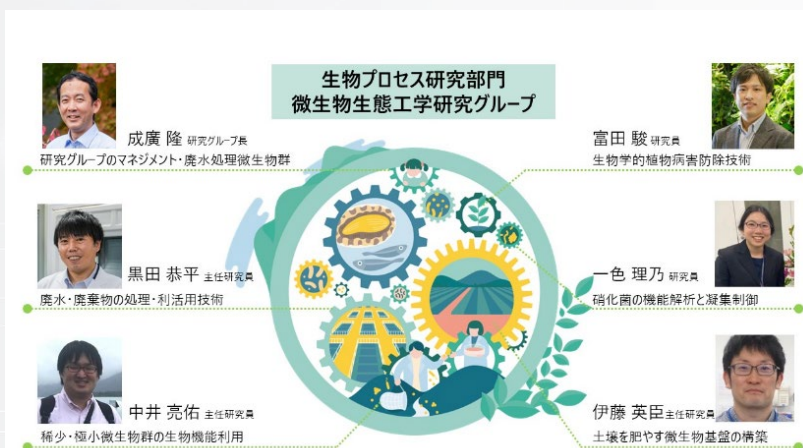 生物プロセス研究部門
微生物生態工学研究グループ
成廣 隆 研究グループ長
研究グループのマネジメント・廃水処理微生物群
黒田 恭平 主任研究員
廃水・廃棄物の処理・利活用技術
中井 亮佑 主任研究員
稀少・極小微生物群の生物機能利用
富田 駿 研究員
生物学的植物病害防除技術
一色 理乃 研究員
硝化菌の機能解析と凝集制御
伊藤 英臣 主任研究員
土壌を肥やす微生物基盤の構築